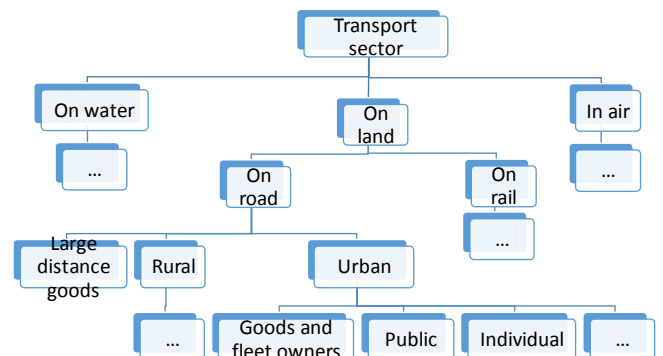 Transport
sector
On water
On
land
In air
...
...
On
road
On
rail
...
Large
distance
goods
Rural
Urban
...
Goods and
fleet owners
Public
Individual
...